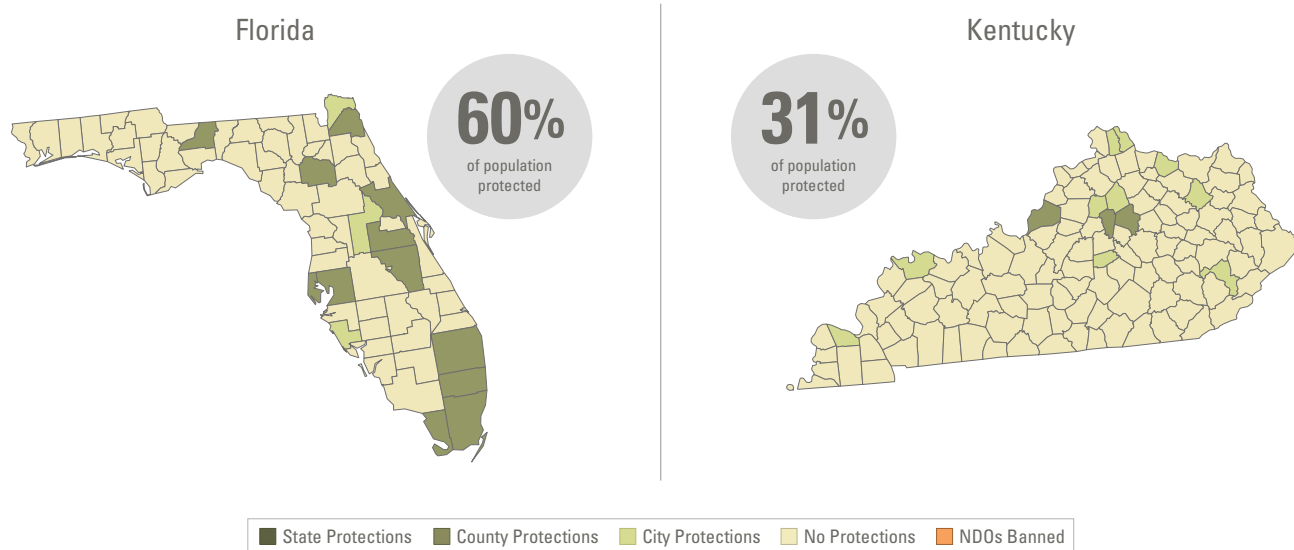 Florida
60%
of population
protected
Kentucky
31%
of population
protected
State Protections County Protections City Protections No Protections NDOs Banned